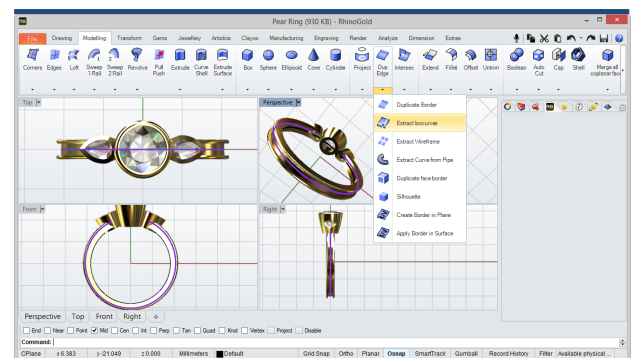 Pear Ring (930 KB) - RhinoGold
File Drawing Modelling Transform Gems Jewellery Artistics Clayoo Manufacturing Engraving Render Analyze Dimension Extras
Corners Edges Loft Sweep 1 Rail Sweep 2 Rail Revolve Pull Push Extrude Curve Shell Extrude Surface Box Sphere Ellipsoid Cone Cylinder Project Dup Edge Intersec Extend Fillet Offset Untrim Boolean Auto Cut Cap Shell Merge all coplanar fac
Top
Perspective
Duplicate Border
Extract Isocurves
Extract Wireframe
Extract Curve from Pipe
Duplicate face border
Silhouette
Create Border in Plane
Apply Border in Surface
Front
Right
Perspective Top Front Right
End Near Point Mid Cen Int Perp Tan Quad Knot Vertex Project Disable
Command:
CPlane x 6.383 y -21.049 z 0.000 Millimeters Default Grid Snap Ortho Planar Osnap SmartTrack Gumball Record History Filter Available physical ...